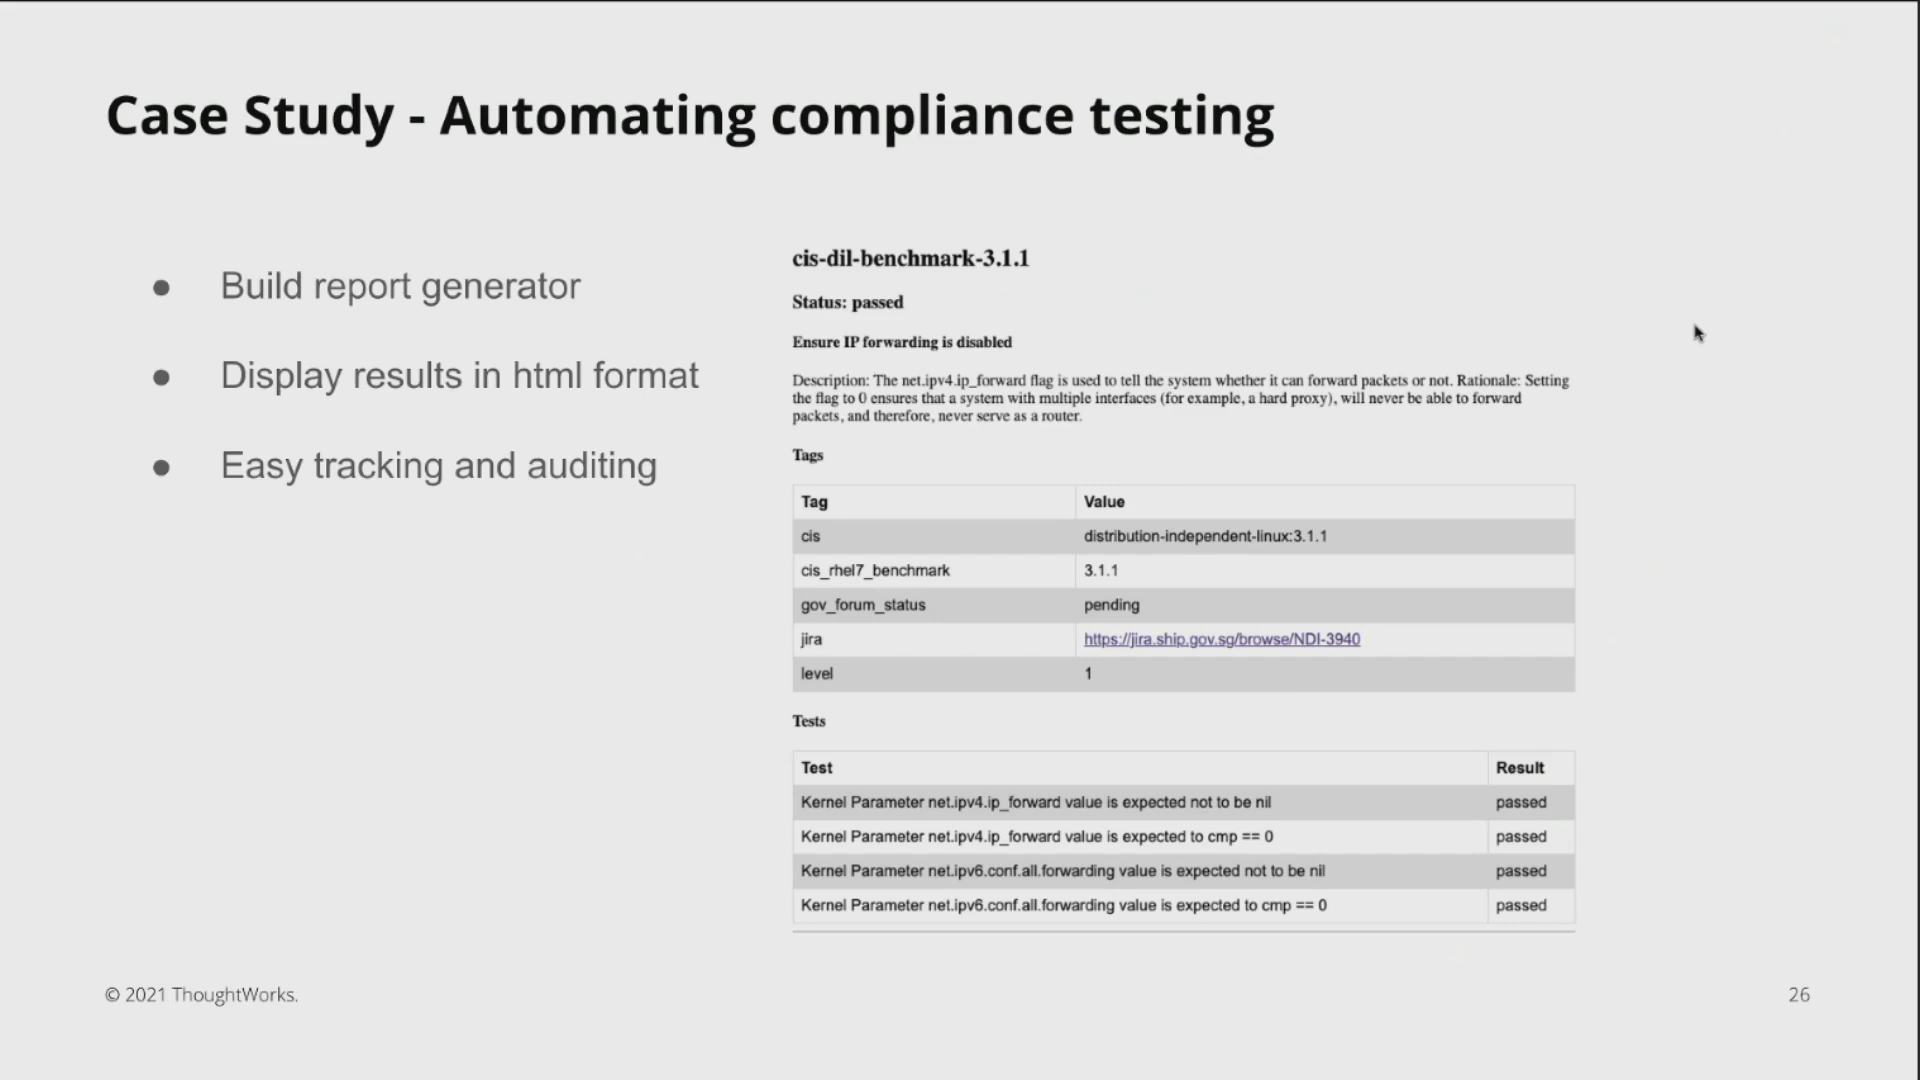 Case Study - Automating compliance testing
● Build report generator
● Display results in html format
● Easy tracking and auditing
cis-dil-benchmark-3.1.1
Status: passed
Ensure IP forwarding is disabled
Description: The net.ipv4.ip_forward flag is used to tell the system whether it can forward packets or not. Rationale: Setting
the flag to 0 ensures that a system with multiple interfaces (for example, a hard proxy), will never be able to forward
packets, and therefore, never serve as a router.
Tags
Tag Value
cis distribution-independent-linux:3.1.1
cis_rhel7_benchmark 3.1.1
gov_forum_status pending
jira https://jira.ship.gov.sg/browse/NDI-3940
level 1
Tests
Test Result
Kernel Parameter net.ipv4.ip_forward value is expected not to be nil passed
Kernel Parameter net.ipv4.ip_forward value is expected to cmp == 0 passed
Kernel Parameter net.ipv6.conf.all.forwarding value is expected not to be nil passed
Kernel Parameter net.ipv6.conf.all.forwarding value is expected to cmp == 0 passed
© 2021 ThoughtWorks.
26